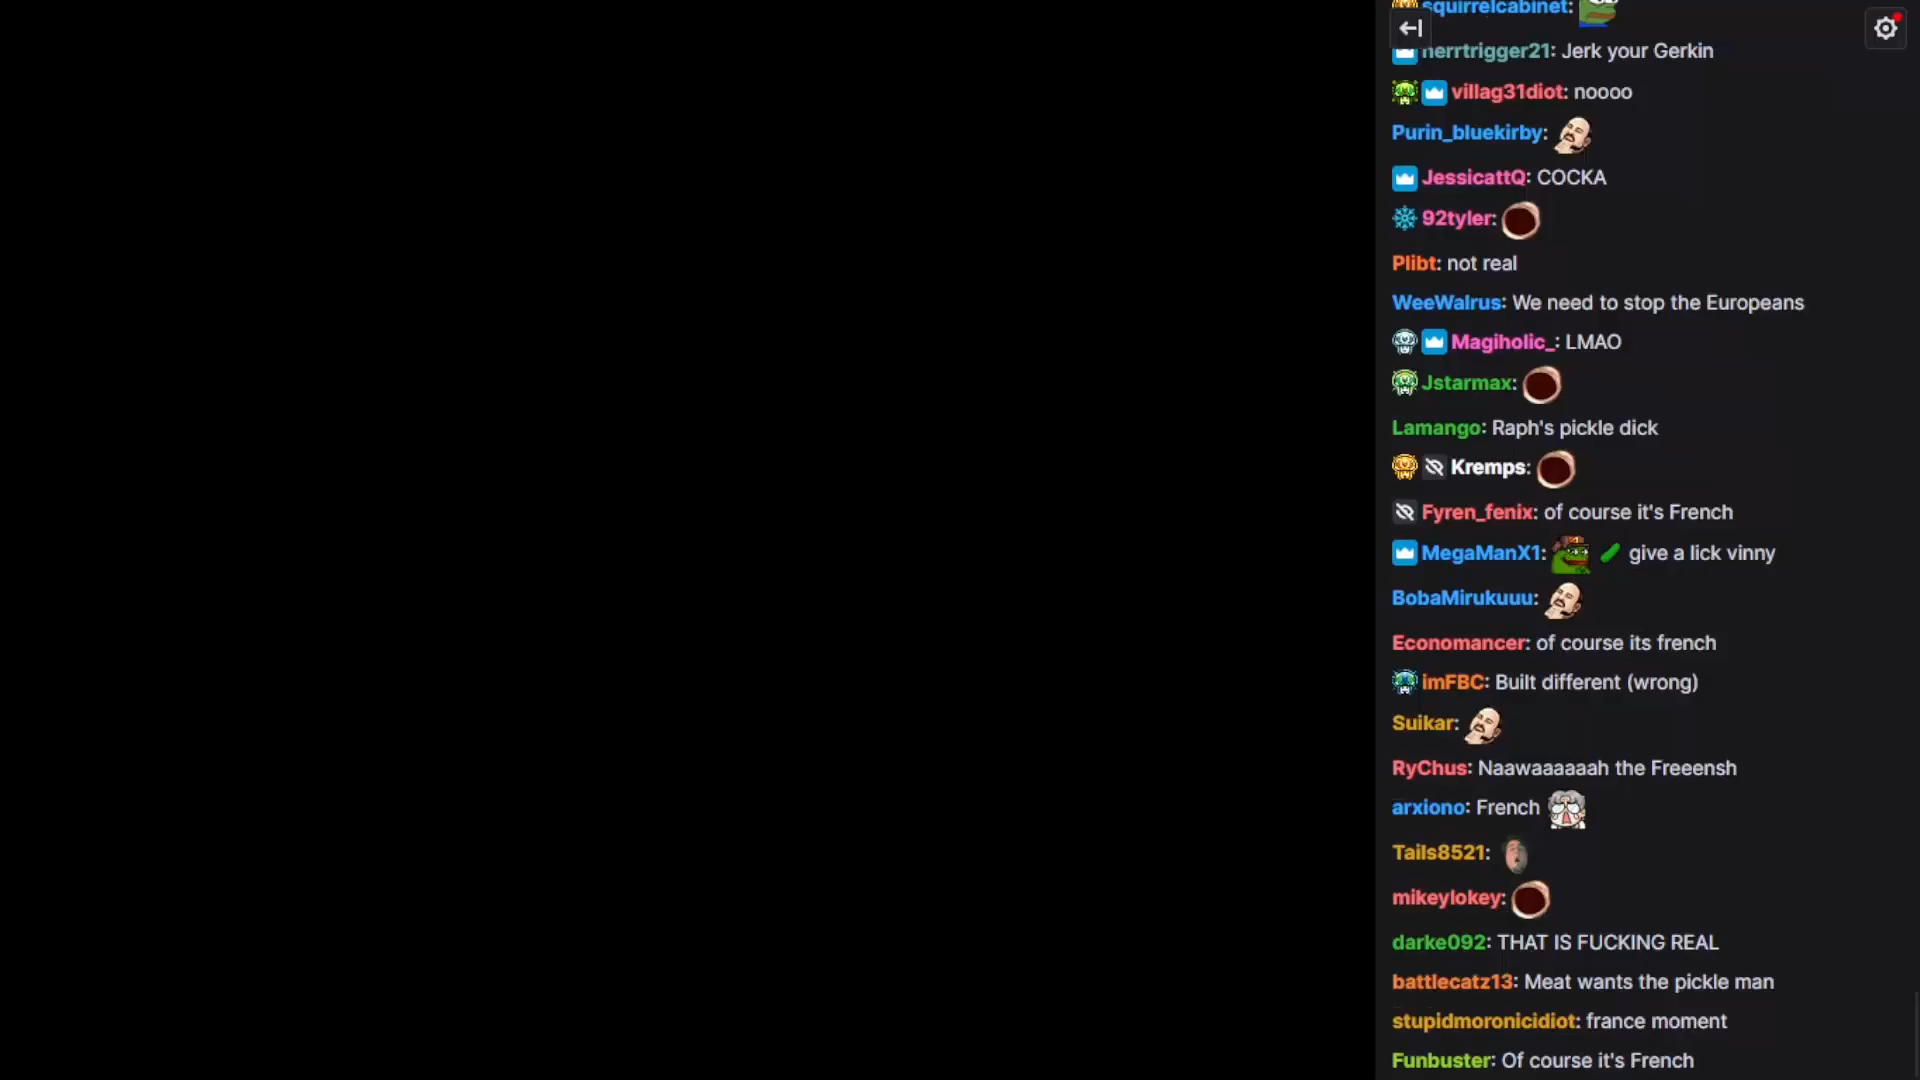 squirrelcabinet:
herrtrigger21: Jerk your Gerkin
villag31diot: noooo
Purin_bluekirby:
JessicattQ: COCKA
92tyler:
Plibt: not real
WeeWalrus: We need to stop the Europeans
Magiholic_: LMAO
Jstarmax:
Lamango: Raph's pickle dick
Kremps:
Fyren_fenix: of course it's French
MegaManX1: give a lick vinny
BobaMirukuuu:
Economancer: of course its french
imFBC: Built different (wrong)
Suikar:
RyChus: Naawaaaaaah the Freeensh
arxiono: French
Tails8521:
mikeylokey:
darke092: THAT IS FUCKING REAL
battlecatz13: Meat wants the pickle man
stupidmoronicidiot: france moment
Funbuster: Of course it's French